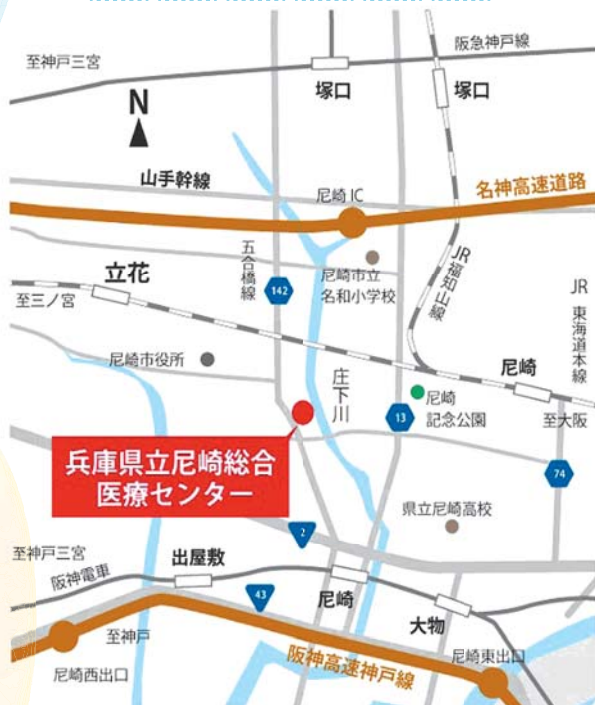 阪急神戸線
至神戸三宮
塚口
塚口
N
山手幹線
名神高速道路
尼崎 IC
五合橋線
尼崎市立
名和小学校
JR
福知山線
JR
東海道本線
立花
142
至三ノ宮
尼崎市役所
庄下川
尼崎
尼崎
記念公園
13
至大阪
兵庫県立尼崎総合
医療センター
74
県立尼崎高校
2
至神戸三宮
阪神電車
出屋敷
43
尼崎
大物
至神戸
阪神高速神戸線
尼崎東出口
尼崎西出口